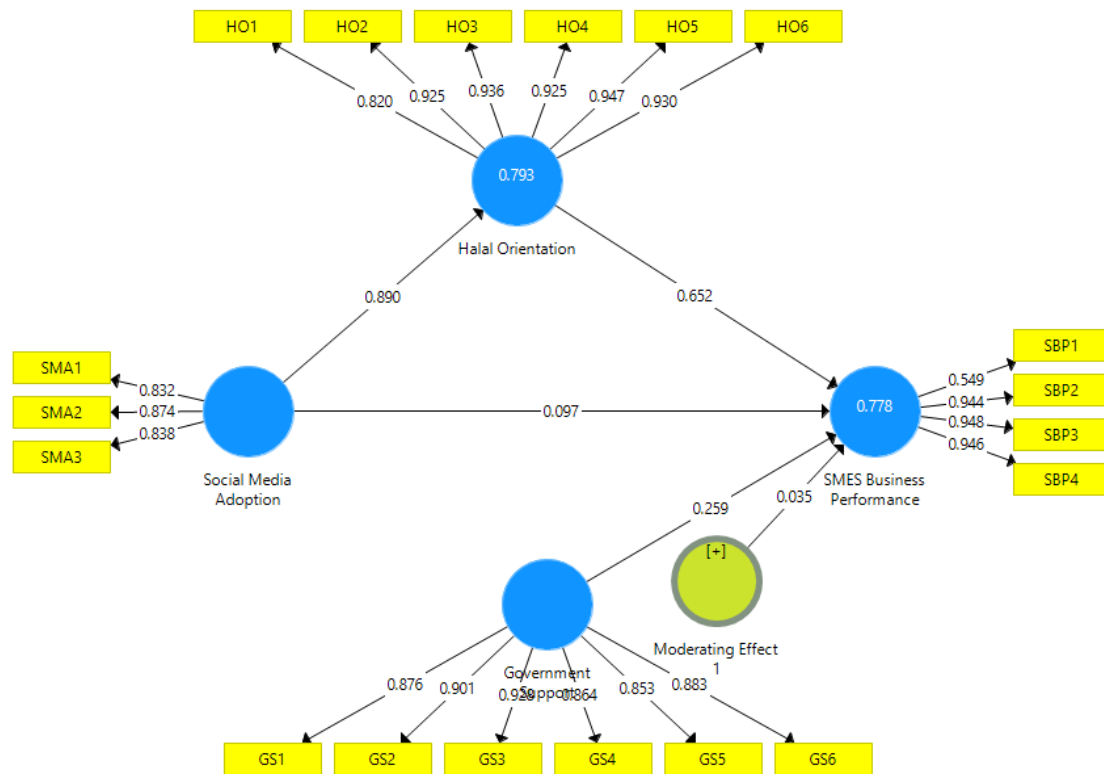 HO1 HO2 HO3 HO4 HO5 HO6
0.820 0.925 0.936 0.925 0.947 0.930
0.793
Halal Orientation
0.890
0.652
SMA1
SMA2
SMA3
0.832
0.874
0.838
Social Media
Adoption
0.097
0.778
SMES Business
Performance
0.549
0.944
0.948
0.946
SBP1
SBP2
SBP3
SBP4
0.259
0.035
[+]
Moderating Effect
1
Government
Support
0.876 0.901 0.864 0.853 0.883
GS1 GS2 GS3 GS4 GS5 GS6